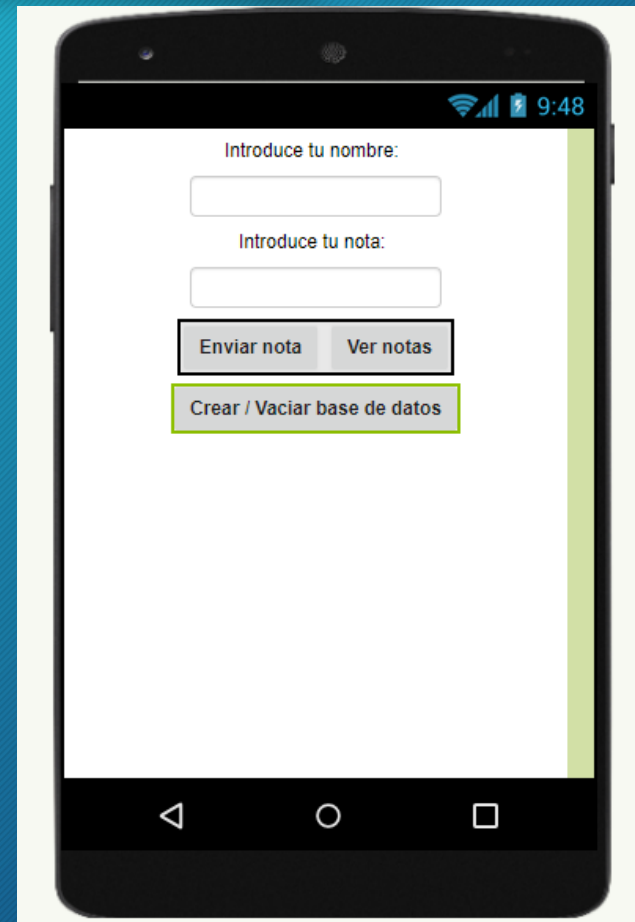 9:48
Introduce tu nombre:
Introduce tu nota:
Enviar nota Ver notas
Crear / Vaciar base de datos